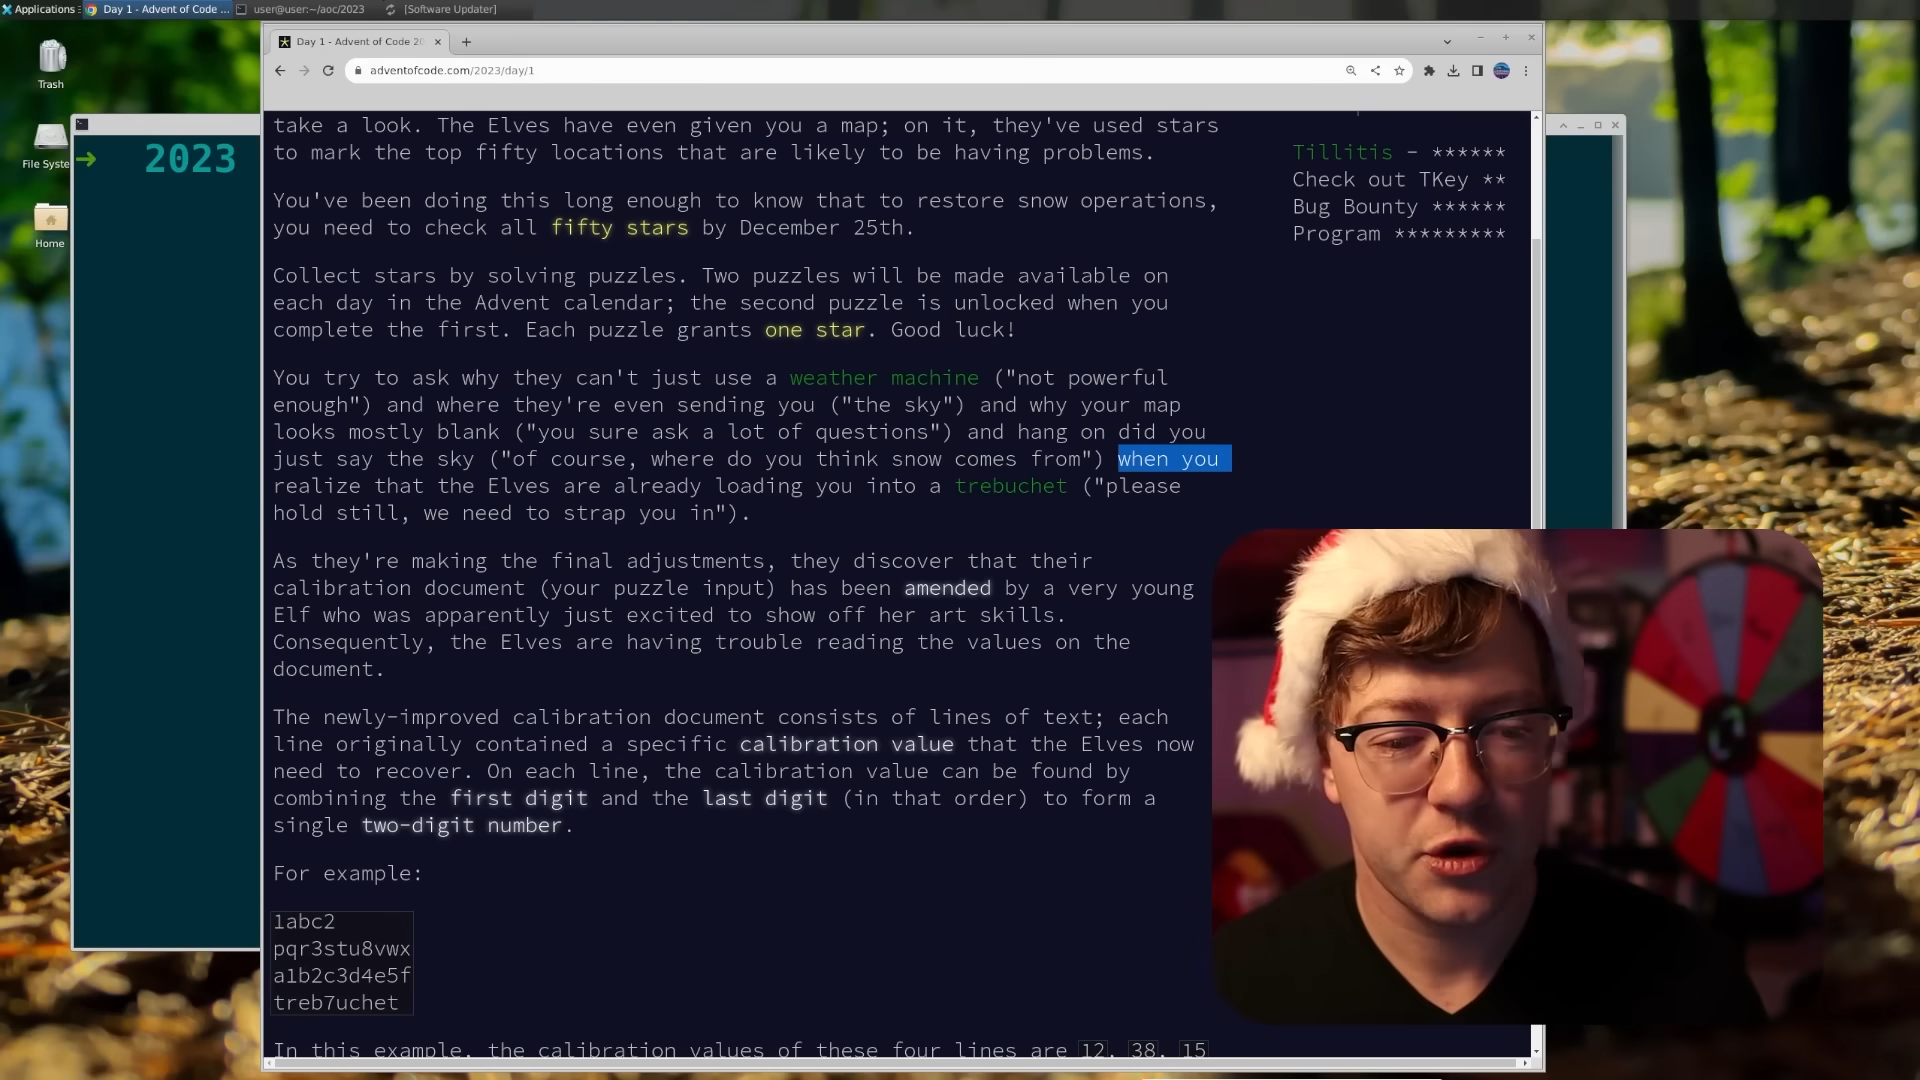 Applications
Day 1 - Advent of Code ...
user@user:~/aoc/2023
[Software Updater]
Trash
File Syste
Home
→ 2023
Day 1 - Advent of Code 20
adventofcode.com/2023/day/1
take a look. The Elves have even given you a map; on it, they've used stars
to mark the top fifty locations that are likely to be having problems.
You've been doing this long enough to know that to restore snow operations,
you need to check all fifty stars by December 25th.
Collect stars by solving puzzles. Two puzzles will be made available on
each day in the Advent calendar; the second puzzle is unlocked when you
complete the first. Each puzzle grants one star. Good luck!
You try to ask why they can't just use a weather machine ("not powerful
enough") and where they're even sending you ("the sky") and why your map
looks mostly blank ("you sure ask a lot of questions") and hang on did you
just say the sky ("of course, where do you think snow comes from") when you
realize that the Elves are already loading you into a trebuchet ("please
hold still, we need to strap you in").
As they're making the final adjustments, they discover that their
calibration document (your puzzle input) has been amended by a very young
Elf who was apparently just excited to show off her art skills.
Consequently, the Elves are having trouble reading the values on the
document.
The newly-improved calibration document consists of lines of text; each
line originally contained a specific calibration value that the Elves now
need to recover. On each line, the calibration value can be found by
combining the first digit and the last digit (in that order) to form a
single two-digit number.
For example:
1abc2
pqr3stu8vwx
a1b2c3d4e5f
treb7uchet
In this example, the calibration values of these four lines are 12, 38, 15
Tillitis - ******
Check out TKey **
Bug Bounty ******
Program *********